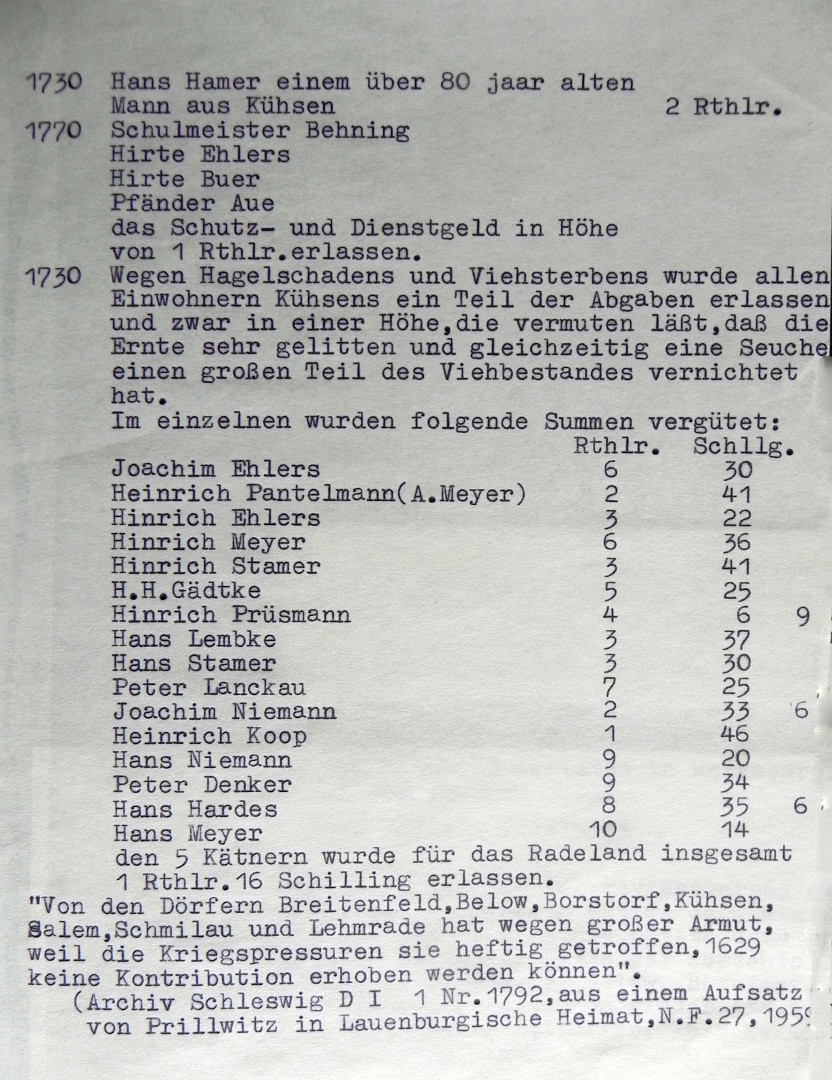 1730 Hans Hamer einem über 80 jaar alten
Mann aus Kühsen 2 Rthlr.
1770 Schulmeister Behning
Hirte Ehlers
Hirte Buer
Pfänder Aue
das Schutz- und Dienstgeld in Höhe
von 1 Rthlr.erlassen.
1730 Wegen Hagelschadens und Viehsterbens wurde allen
Einwohnern Kühsens ein Teil der Abgaben erlassen
und zwar in einer Höhe,die vermuten läßt,daß die
Ernte sehr gelitten und gleichzeitig eine Seuche
einen großen Teil des Viehbestandes vernichtet
hat.
Im einzelnen wurden folgende Summen vergütet:
Rthlr. Schllg.
Joachim Ehlers 6 30
Heinrich Pantelmann(A.Meyer) 2 41
Hinrich Ehlers 3 22
Hinrich Meyer 6 36
Hinrich Stamer 3 41
H.H.Gädtke 5 25
Hinrich Prüsmann 4 6 9
Hans Lembke 3 37
Hans Stamer 3 30
Peter Lanckau 7 25
Joachim Niemann 2 33 6
Heinrich Koop 1 46
Hans Niemann 9 20
Peter Denker 9 34
Hans Hardes 8 35 6
Hans Meyer 10 14
den 5 Kätnern wurde für das Radeland insgesamt
1 Rthlr.16 Schilling erlassen.
"Von den Dörfern Breitenfeld,Below,Borstorf,Kühsen,
Salem,Schmilau und Lehmrade hat wegen großer Armut,
weil die Kriegspressuren sie heftig getroffen,1629
keine Kontribution erhoben werden können".
(Archiv Schleswig D I 1 Nr.1792,aus einem Aufsatz
von Prillwitz in Lauenburgische Heimat,N.F.27,1959